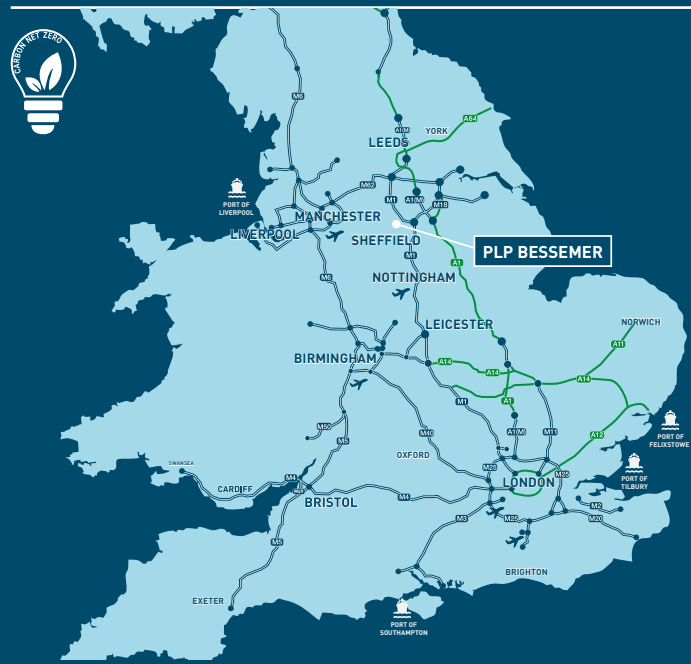 CARBON NET ZERO
M6
A64
YORK
A1(M)
LEEDS
M62
M1
A1(M)
M18
PORT OF
LIVERPOOL
MANCHESTER
LIVERPOOL
SHEFFIELD
PLP BESSEMER
M1
A1
M6
NOTTINGHAM
LEICESTER
NORWICH
A11
BIRMINGHAM
A14
A14
A14
M1
A1
M50
M5
M40
A1(M)
M11
A12
PORT OF
FELIXSTOWE
OXFORD
SWANSEA
M4
CARDIFF
M25
M25
LONDON
PORT OF
TILBURY
BRISTOL
M4
M3
M25
M2
M20
M5
BRIGHTON
EXETER
PORT OF
SOUTHAMPTON